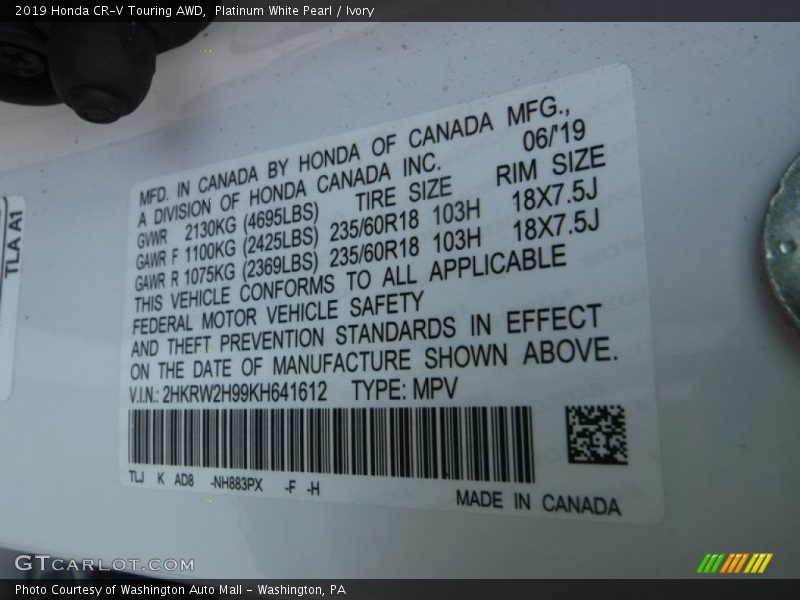 2019 Honda CR-V Touring AWD,  Platinum White Pearl / Ivory
TLA A1
MFD. IN CANADA BY HONDA OF CANADA MFG.,
A DIVISION OF HONDA CANADA INC. 06/'19
GVWR 2130KG (4695LBS) TIRE SIZE RIM SIZE
GAWR F 1100KG (2425LBS) 235/60R18 103H 18X7.5J
GAWR R 1075KG (2369LBS) 235/60R18 103H 18X7.5J
THIS VEHICLE CONFORMS TO ALL APPLICABLE
FEDERAL MOTOR VEHICLE SAFETY
AND THEFT PREVENTION STANDARDS IN EFFECT
ON THE DATE OF MANUFACTURE SHOWN ABOVE.
V.I.N.: 2HKRW2H99KH641612 TYPE: MPV
TLJ K AD8 -NH883PX -F -H
MADE IN CANADA
GTCARLOT.COM
Photo Courtesy of Washington Auto Mall - Washington, PA